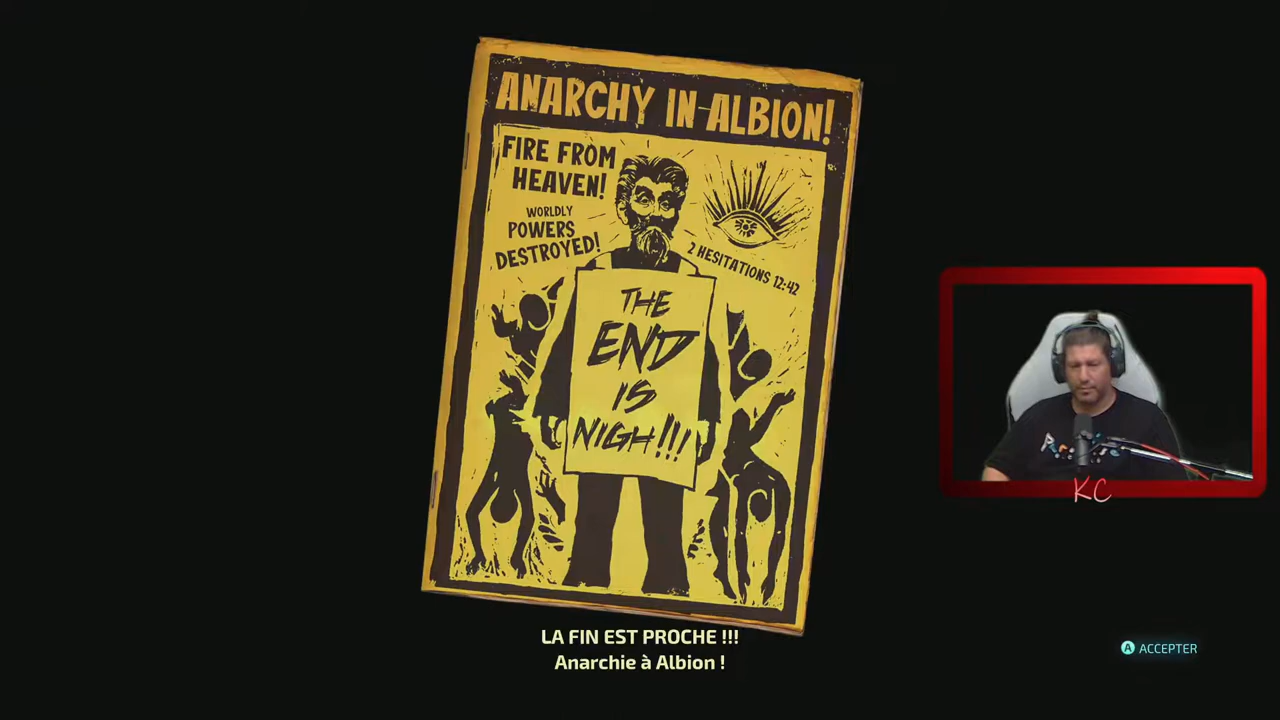 ANARCHY IN ALBION!
FIRE FROM
HEAVEN!
WORLDLY
POWERS
DESTROYED!
2 HESITATIONS 12:42
THE
END
IS
NIGH!!!
KC
LA FIN EST PROCHE !!!
Anarchie à Albion !
A ACCEPTER